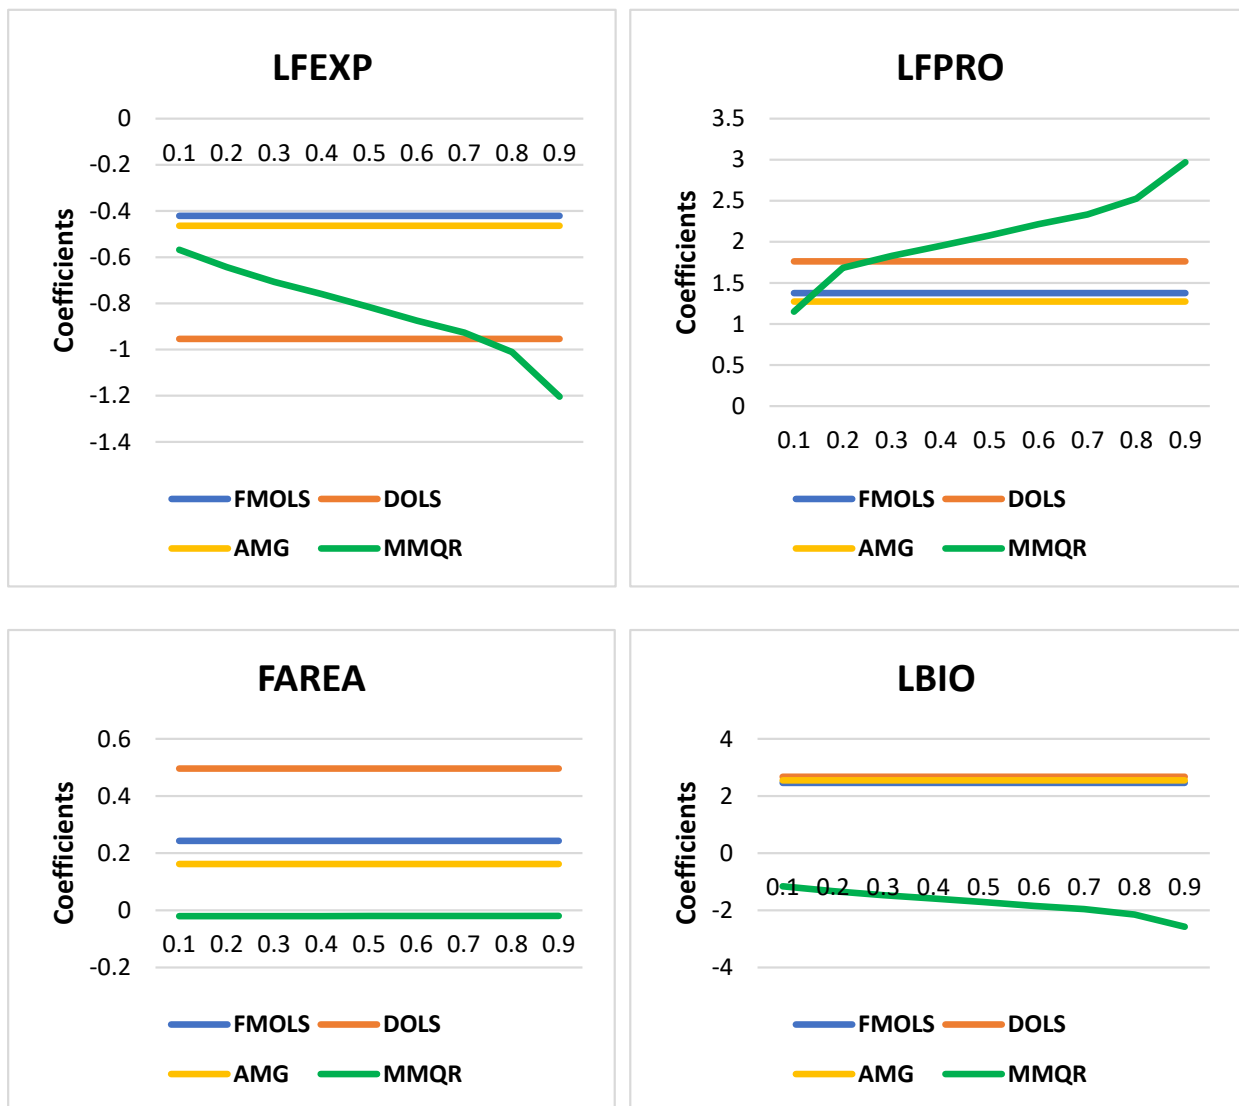 LFEXP
0
0.1 0.2 0.3 0.4 0.5 0.6 0.7 0.8 0.9
-0.2
-0.4
-0.6
-0.8
-1
-1.2
-1.4
Coefficients
FMOLS DOLS
AMG MMQR
LFPRO
3.5
3
2.5
2
1.5
1
0.5
0
Coefficients
0.1 0.2 0.3 0.4 0.5 0.6 0.7 0.8 0.9
FMOLS DOLS
AMG MMQR
FAREA
0.6
0.4
0.2
0
0.1 0.2 0.3 0.4 0.5 0.6 0.7 0.8 0.9
-0.2
Coefficients
FMOLS DOLS
AMG MMQR
LBIO
4
2
0
0.1 0.2 0.3 0.4 0.5 0.6 0.7 0.8 0.9
-2
-4
Coefficients
FMOLS DOLS
AMG MMQR